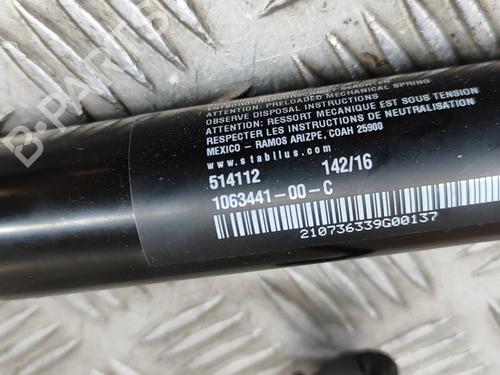 ATTENTION: PRELOADED MECHANICAL SPRING
OBSERVE DISPOSAL INSTRUCTIONS
ATTENTION: RESSORT MECANIQUE EST SOUS TENSION
RESPECTER LES INSTRUCTIONS DE NEUTRALISATION
MEXICO - RAMOS ARIZPE, COAH 25900
www.stabilus.com
514112 142/16
1063441-00-C
210736339G00137
B-PARTS